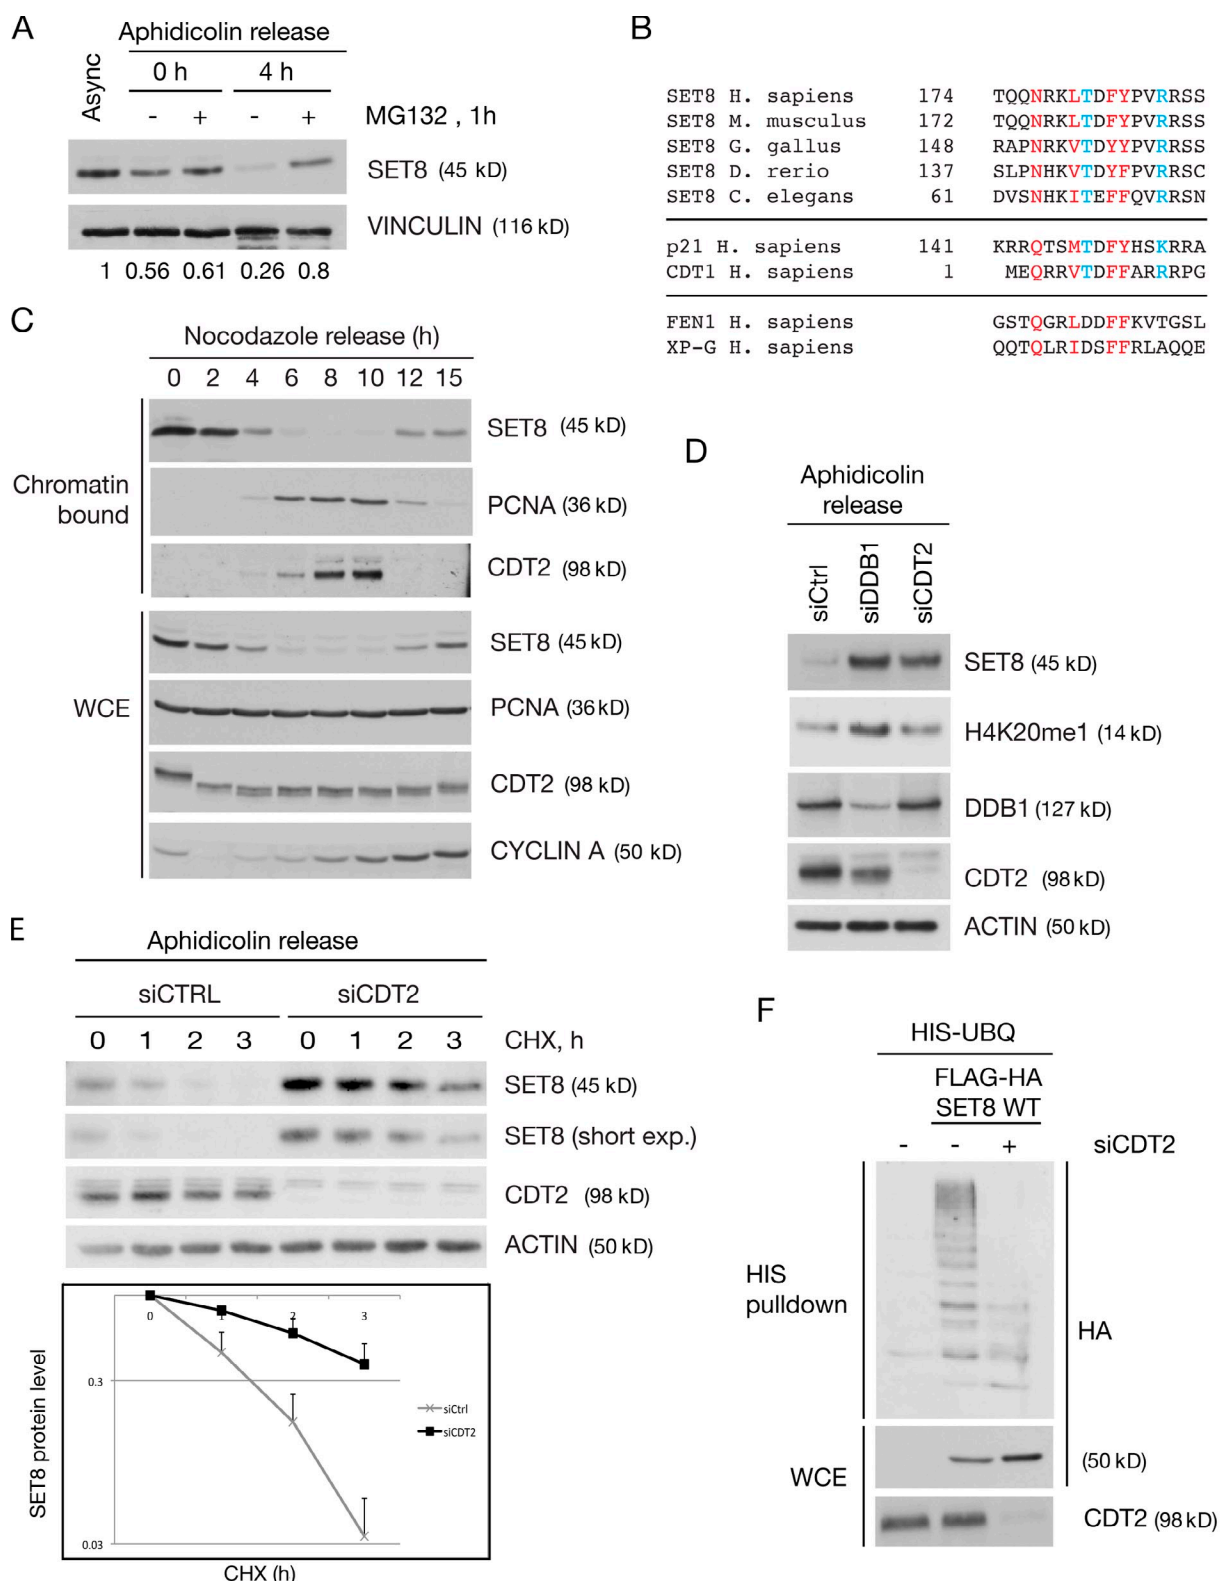 A
Aphidicolin release
Async
0 h 4 h
- + - + MG132 , 1h
SET8 (45 kD)
VINCULIN (116 kD)
1 0.56 0.61 0.26 0.8
B
SET8 H. sapiens 174 TQQNRKLTDFYPVRRSS
SET8 M. musculus 172 TQQNRKLTDFYPVRRSS
SET8 G. gallus 148 RAPNRKVTDYYPVRRSS
SET8 D. rerio 137 SLPNHKVTDYFPVRRSC
SET8 C. elegans 61 DVSNHKITEFFQVRRSN
p21 H. sapiens 141 KRRQTSMTDFYHSKRRA
CDT1 H. sapiens 1 MEQRRVTDFFARRRPG
FEN1 H. sapiens GSTQGRLDDFFKVTGSL
XP-G H. sapiens QQTQLRIDSFFRLAQQE
C
Nocodazole release (h)
0 2 4 6 8 10 12 15
Chromatin
bound
SET8 (45 kD)
PCNA (36 kD)
CDT2 (98 kD)
WCE
SET8 (45 kD)
PCNA (36 kD)
CDT2 (98 kD)
CYCLIN A (50 kD)
D
Aphidicolin
release
siCtrl
siDDB1
siCDT2
SET8 (45 kD)
H4K20me1 (14 kD)
DDB1 (127 kD)
CDT2 (98 kD)
ACTIN (50 kD)
E
Aphidicolin release
siCTRL siCDT2
0 1 2 3 0 1 2 3 CHX, h
SET8 (45 kD)
SET8 (short exp.)
CDT2 (98 kD)
ACTIN (50 kD)
SET8 protein level
0 1 2 3
0.3
0.03
siCtrl
siCDT2
CHX (h)
F
HIS-UBQ
FLAG-HA
SET8 WT
- - + siCDT2
HIS
pulldown
HA
WCE
(50 kD)
CDT2 (98 kD)